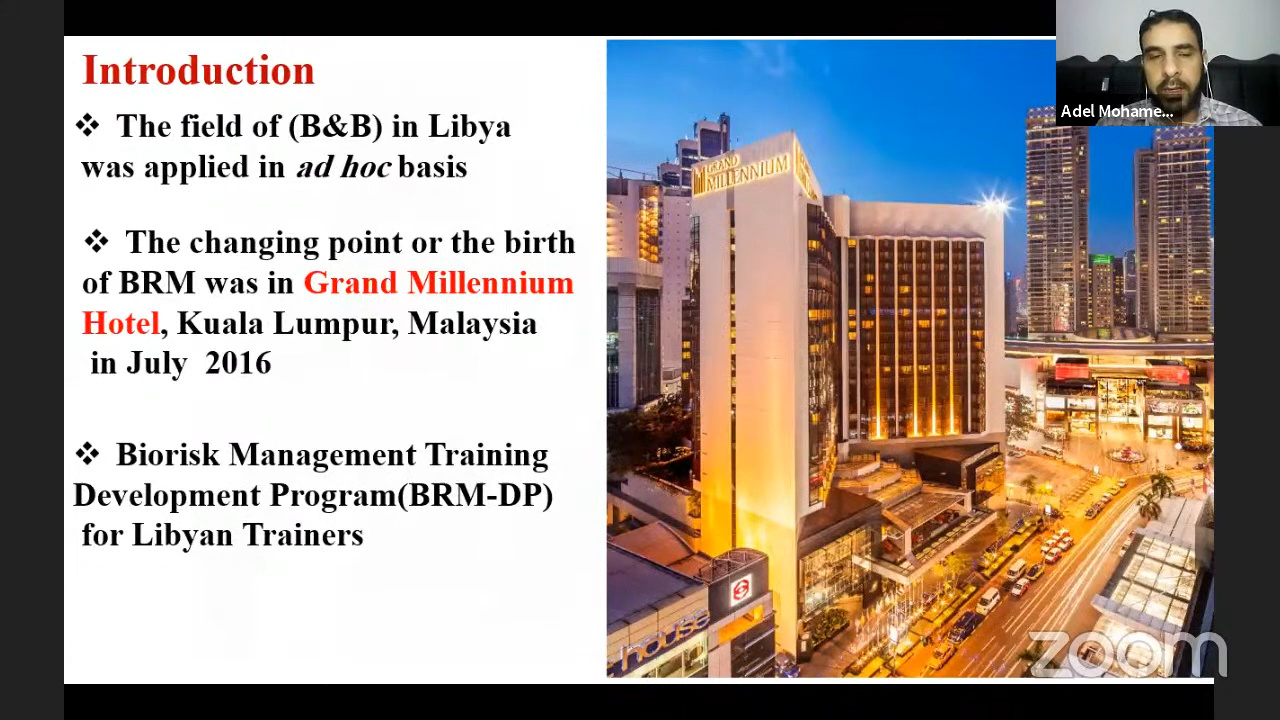 Introduction
❖ The field of (B&B) in Libya
was applied in ad hoc basis
❖ The changing point or the birth
of BRM was in Grand Millennium
Hotel, Kuala Lumpur, Malaysia
in July 2016
❖ Biorisk Management Training
Development Program(BRM-DP)
for Libyan Trainers
GRAND
MILLENNIUM
house
Adel Mohame...
zoom